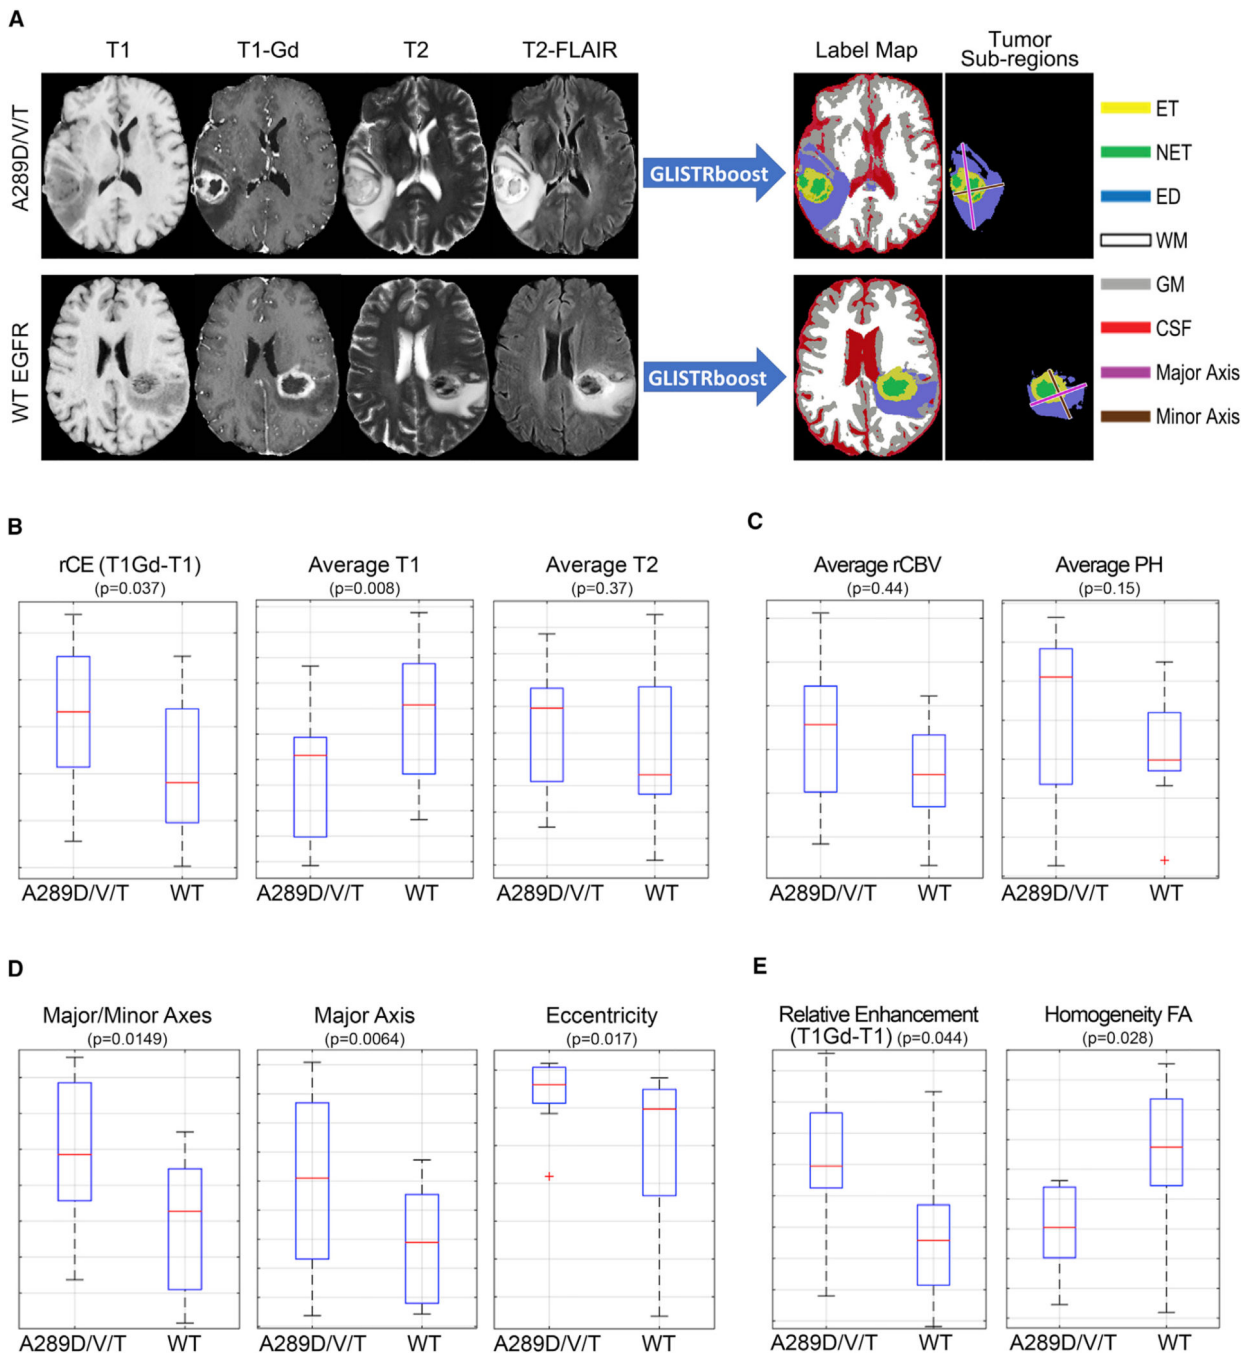 A
T1
T1-Gd
T2
T2-FLAIR
Label Map
Tumor
Sub-regions
A289D/V/T
GLISTRboost
WT EGFR
GLISTRboost
ET
NET
ED
WM
GM
CSF
Major Axis
Minor Axis
B
rCE (T1Gd-T1)
(p=0.037)
A289D/V/T WT
Average T1
(p=0.008)
A289D/V/T WT
Average T2
(p=0.37)
A289D/V/T WT
C
Average rCBV
(p=0.44)
A289D/V/T WT
Average PH
(p=0.15)
A289D/V/T WT
D
Major/Minor Axes
(p=0.0149)
A289D/V/T WT
Major Axis
(p=0.0064)
A289D/V/T WT
Eccentricity
(p=0.017)
A289D/V/T WT
E
Relative Enhancement
(T1Gd-T1) (p=0.044)
A289D/V/T WT
Homogeneity FA
(p=0.028)
A289D/V/T WT